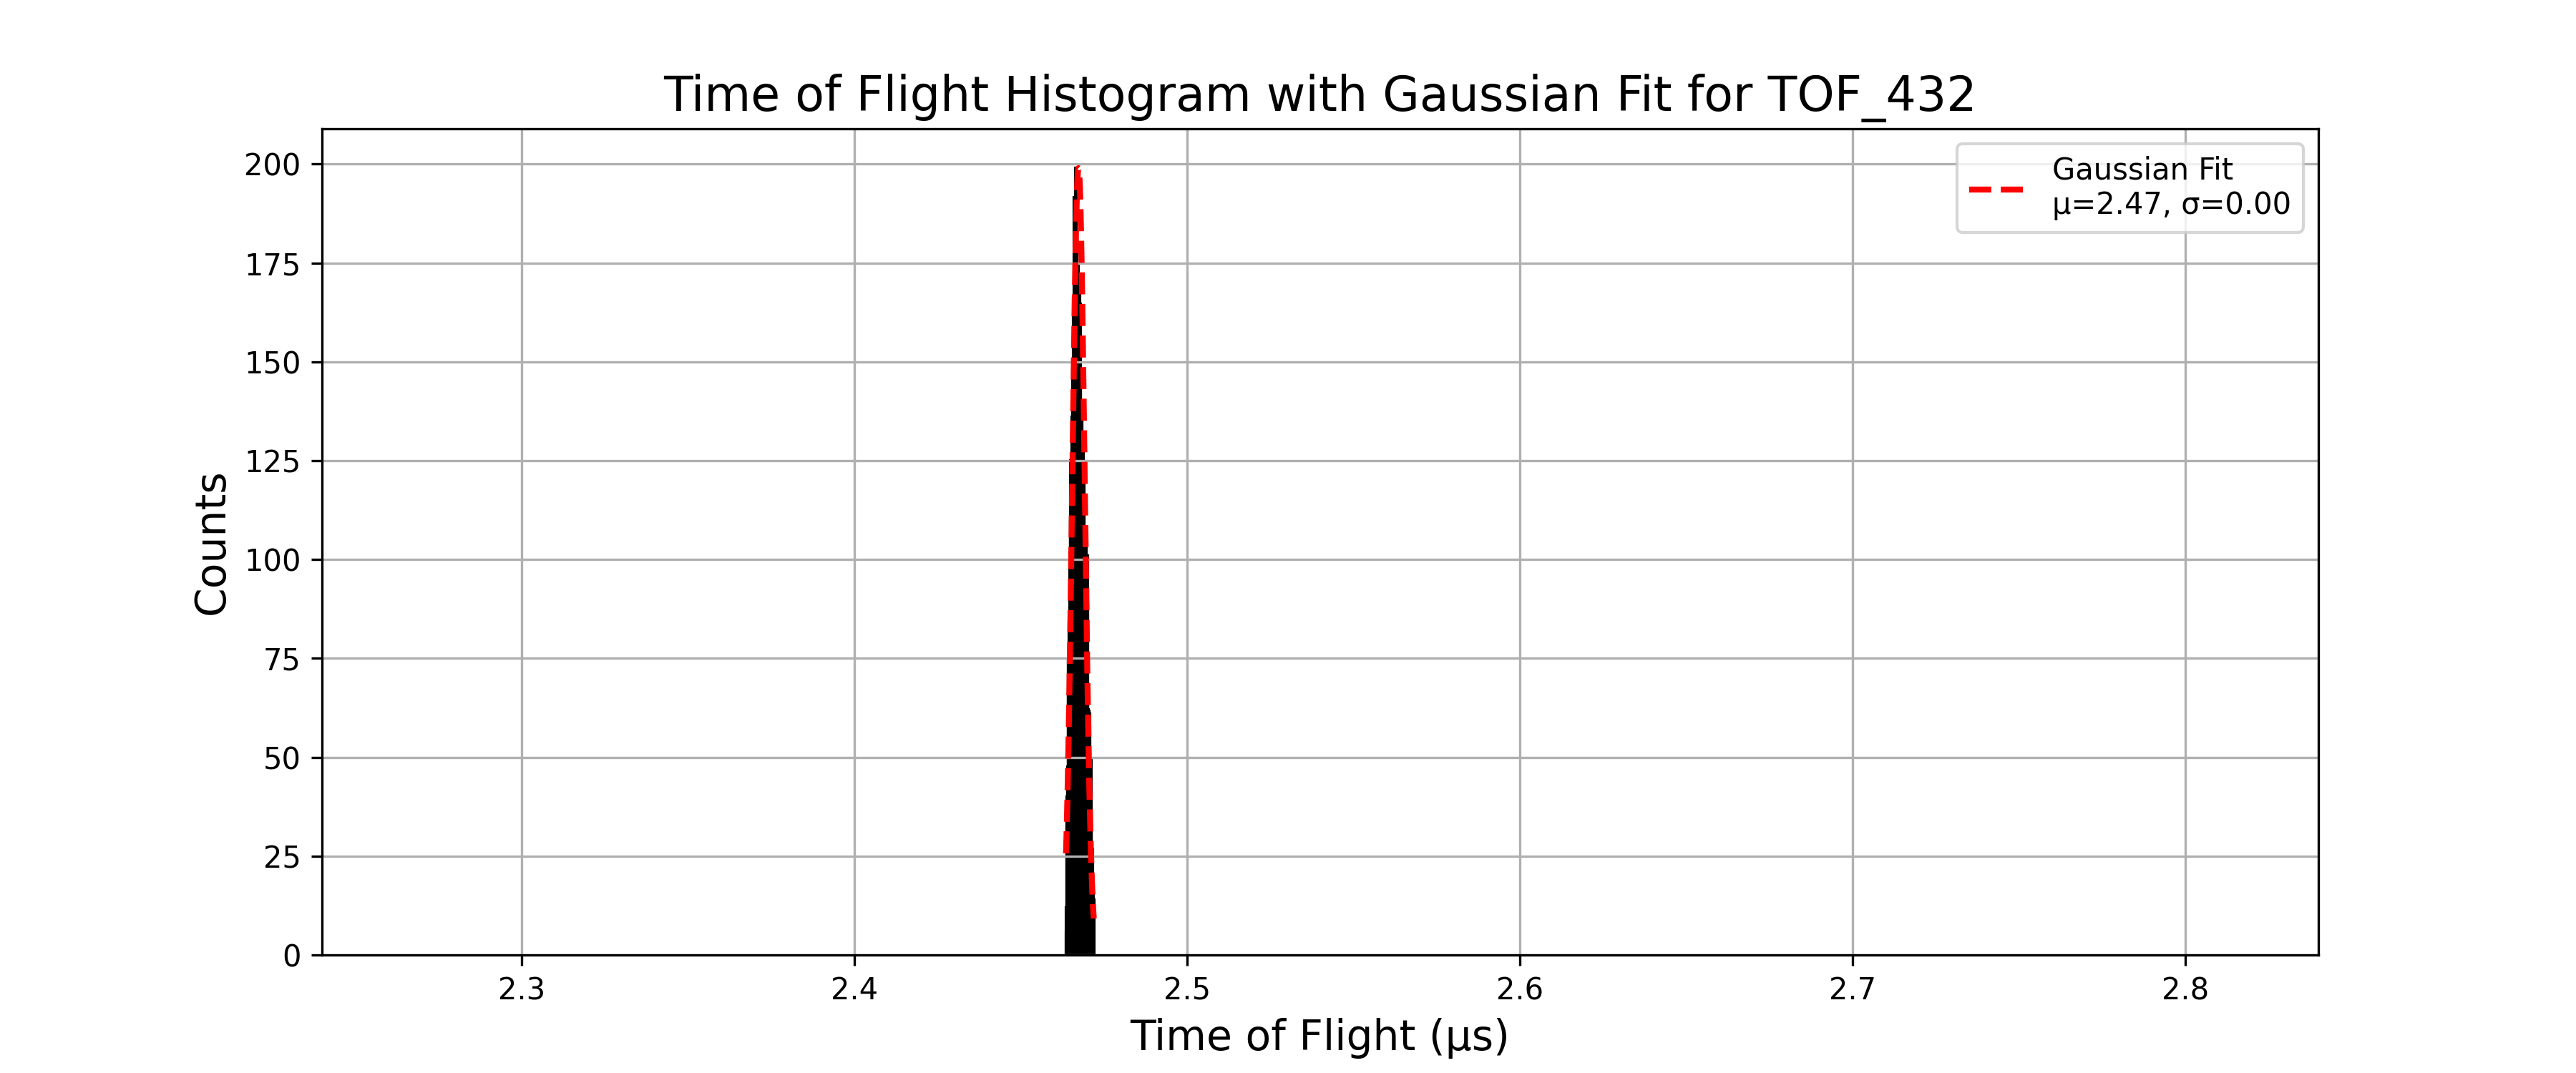 Time of Flight Histogram with Gaussian Fit for TOF_432
200
175
150
125
100
75
50
25
0
Counts
Gaussian Fit
μ=2.47, σ=0.00
2.3 2.4 2.5 2.6 2.7 2.8
Time of Flight (μs)